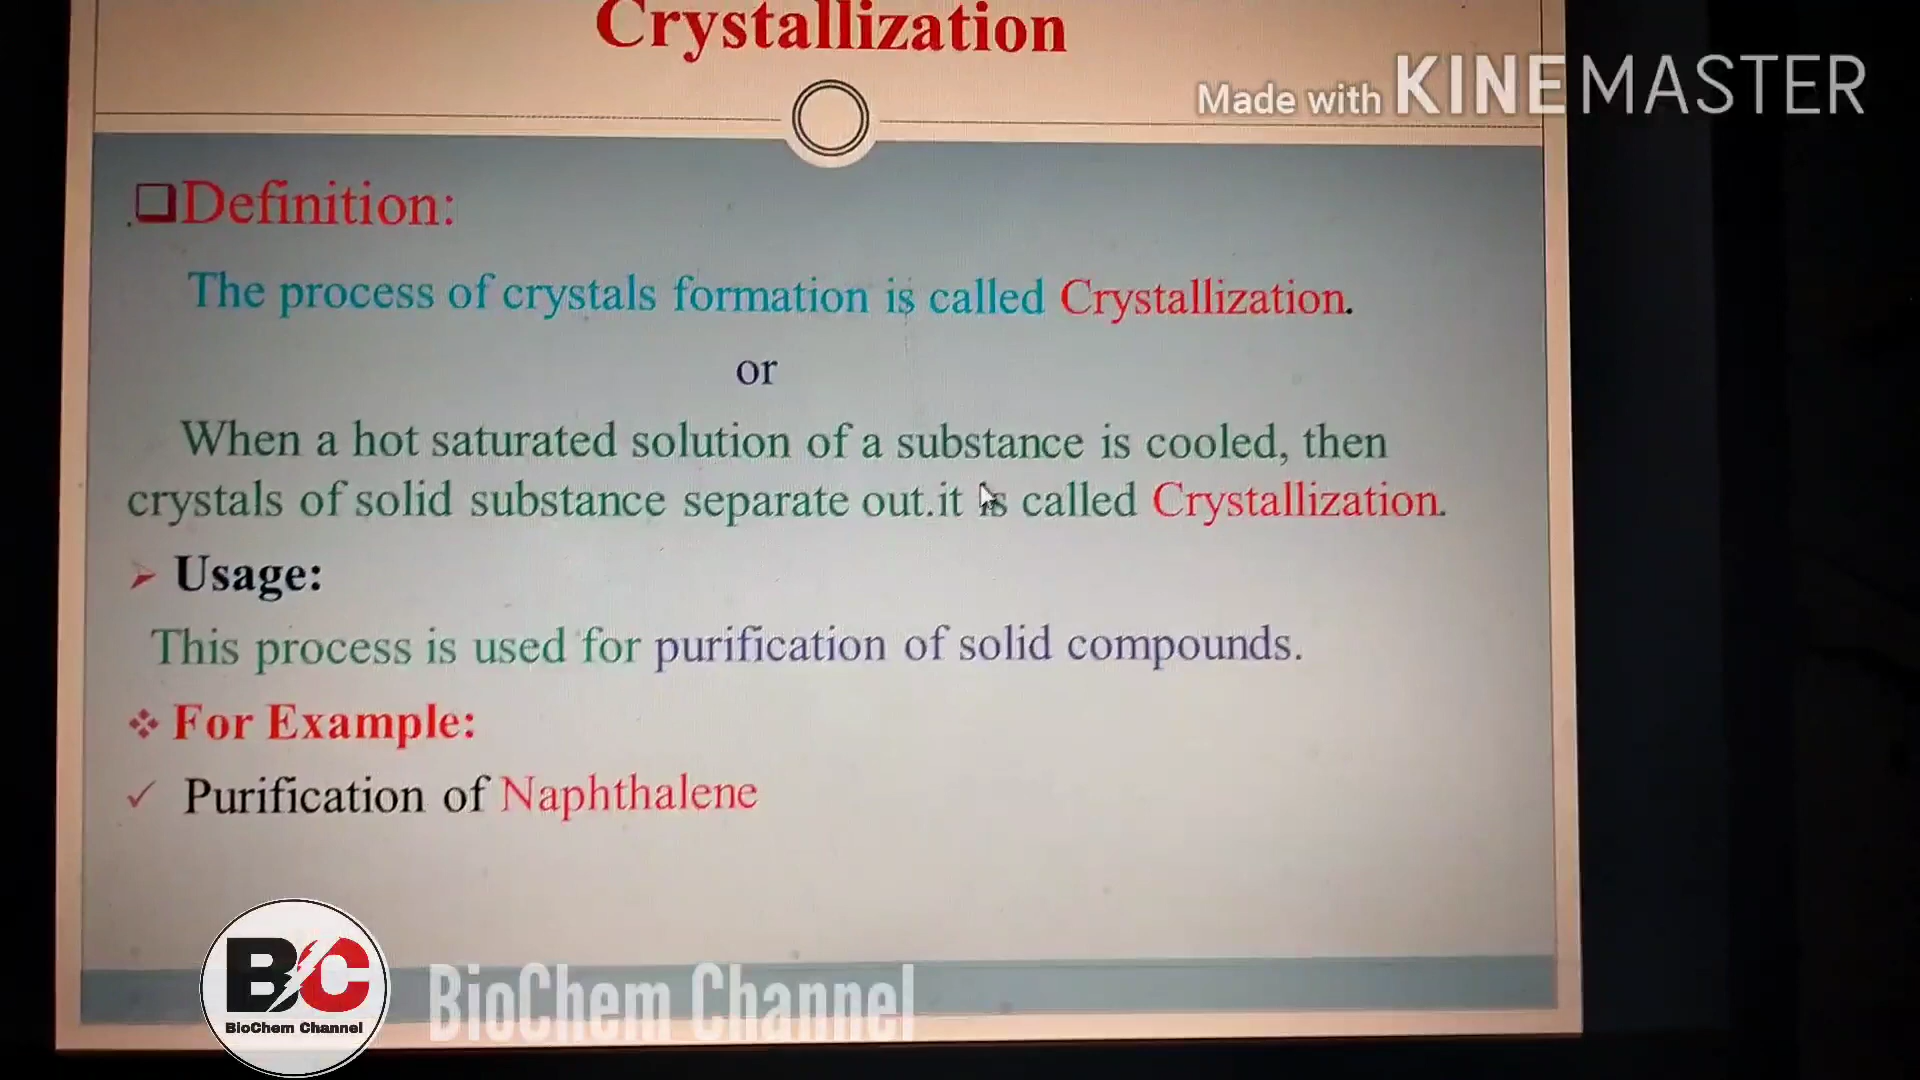 Crystallization
Made with KINEMASTER
Definition:
The process of crystals formation is called Crystallization.
or
When a hot saturated solution of a substance is cooled, then
crystals of solid substance separate out.it is called Crystallization.
Usage:
This process is used for purification of solid compounds.
For Example:
Purification of Naphthalene
BC
BioChem Channel
BioChem Channel